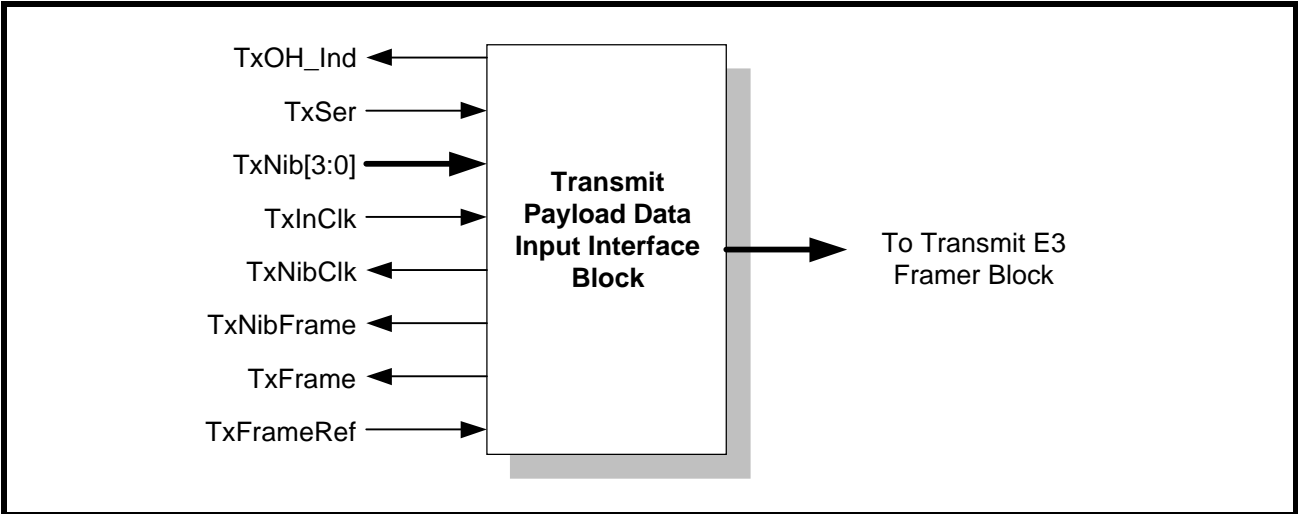 TxOH_Ind
TxSer
TxNib[3:0]
TxInClk
TxNibClk
TxNibFrame
TxFrame
TxFrameRef
Transmit
Payload Data
Input Interface
Block
To Transmit E3
Framer Block